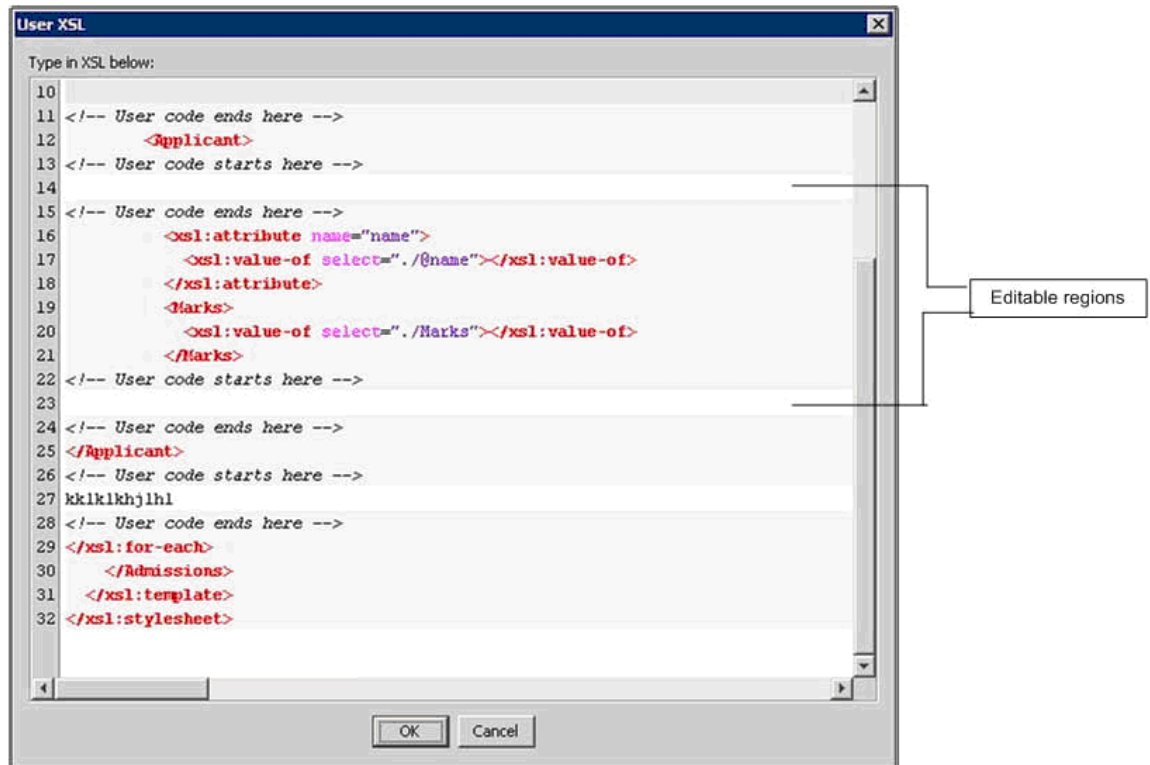 User XSL
Type in XSL below:
10
11 <!-- User code ends here -->
12 <Applicant>
13 <!-- User code starts here -->
14
15 <!-- User code ends here -->
16 <xsl:attribute name="name">
17 <xsl:value-of select="./@name"></xsl:value-of>
18 </xsl:attribute>
19 <Marks>
20 <xsl:value-of select="./Marks"></xsl:value-of>
21 </Marks>
22 <!-- User code starts here -->
23
24 <!-- User code ends here -->
25 </Applicant>
26 <!-- User code starts here -->
27 kklklkhjlhl
28 <!-- User code ends here -->
29 </xsl:for-each>
30 </Admissions>
31 </xsl:template>
32 </xsl:stylesheet>
Editable regions
OK Cancel